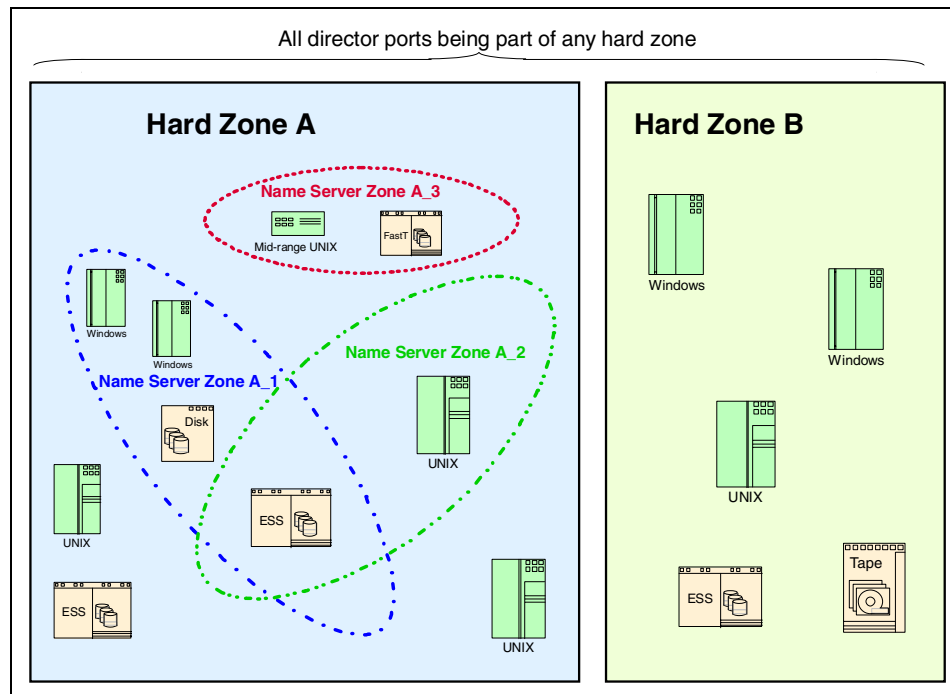 All director ports being part of any hard zone
Hard Zone A
Hard Zone B
Name Server Zone A_3
Mid-range UNIX
FastT
Windows
Windows
Windows
Windows
Name Server Zone A_2
Name Server Zone A_1
Disk
UNIX
UNIX
ESS
UNIX
ESS
UNIX
ESS
Tape